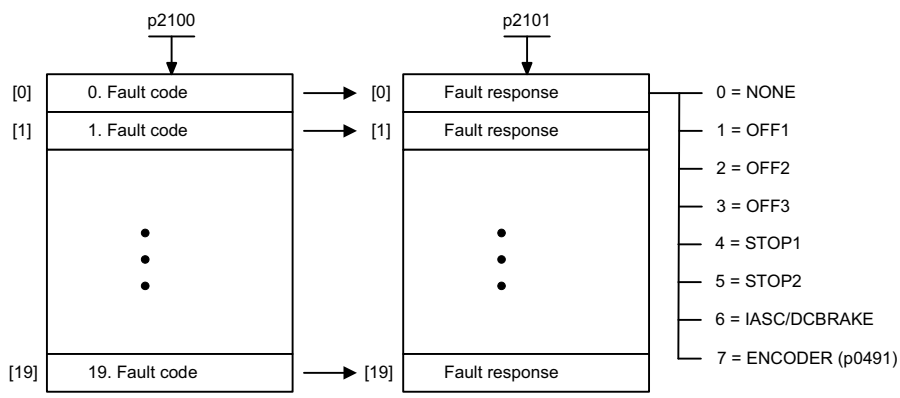 p2100 p2101
[0] 0. Fault code [0] Fault response 0 = NONE
[1] 1. Fault code [1] Fault response 1 = OFF1
2 = OFF2
3 = OFF3
4 = STOP1
5 = STOP2
6 = IASC/DCBRAKE
7 = ENCODER (p0491)
[19] 19. Fault code [19] Fault response